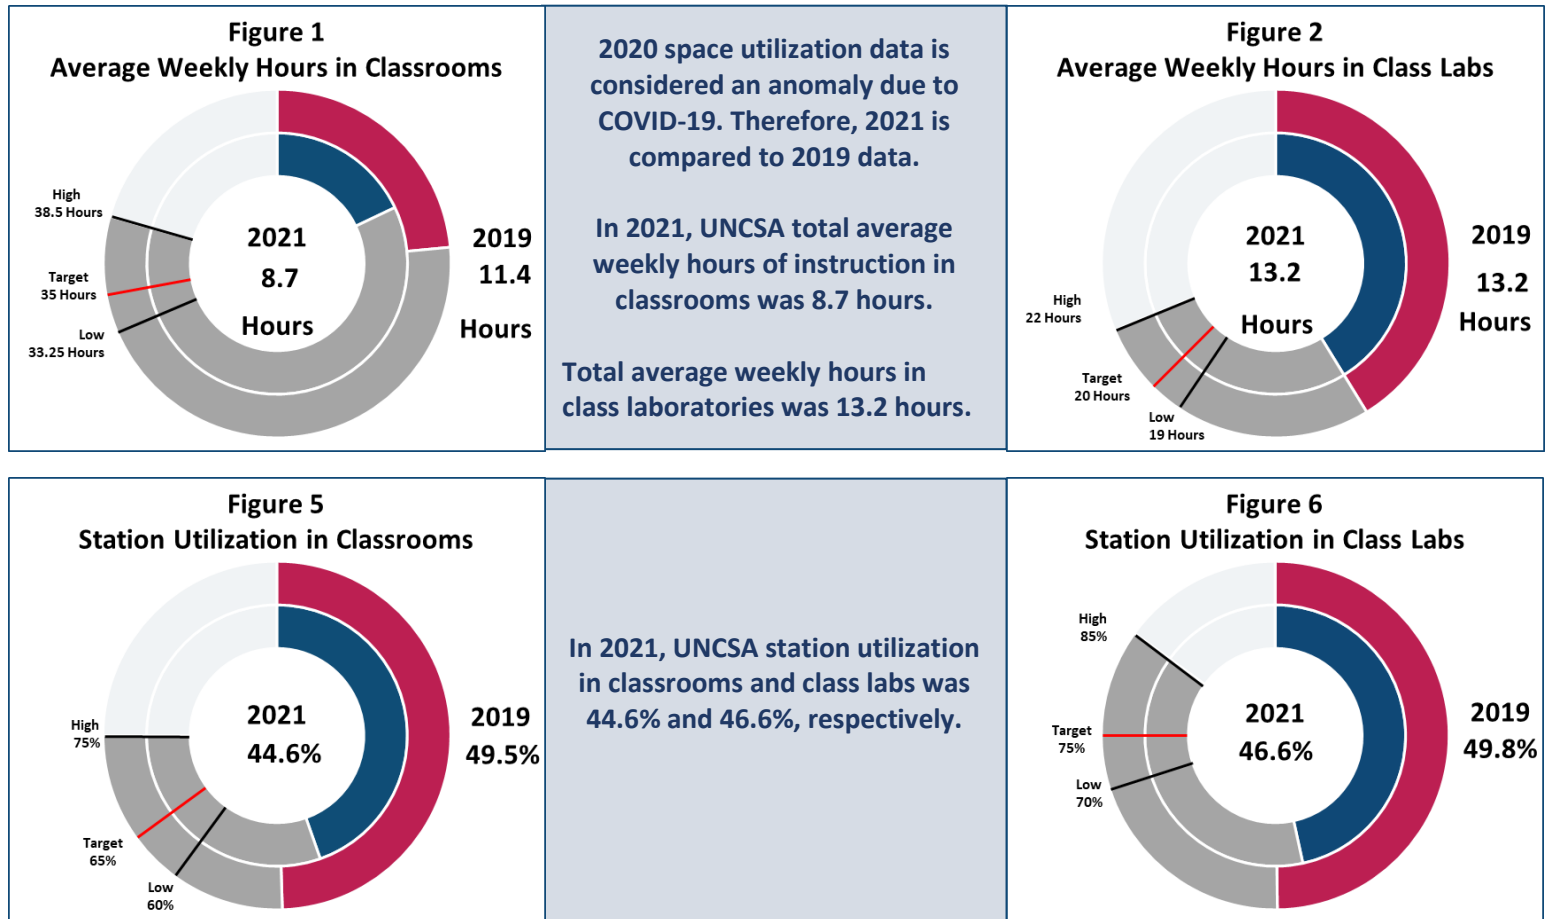 Figure 1
Average Weekly Hours in Classrooms
High
38.5 Hours
Target
35 Hours
Low
33.25 Hours
2021
8.7
Hours
2019
11.4
Hours
2020 space utilization data is
considered an anomaly due to
COVID-19. Therefore, 2021 is
compared to 2019 data.
In 2021, UNCSA total average
weekly hours of instruction in
classrooms was 8.7 hours.
Total average weekly hours in
class laboratories was 13.2 hours.
Figure 2
Average Weekly Hours in Class Labs
High
22 Hours
Target
20 Hours
Low
19 Hours
2021
13.2
Hours
2019
13.2
Hours
Figure 5
Station Utilization in Classrooms
High
75%
Target
65%
Low
60%
2021
44.6%
2019
49.5%
In 2021, UNCSA station utilization
in classrooms and class labs was
44.6% and 46.6%, respectively.
Figure 6
Station Utilization in Class Labs
High
85%
Target
75%
Low
70%
2021
46.6%
2019
49.8%